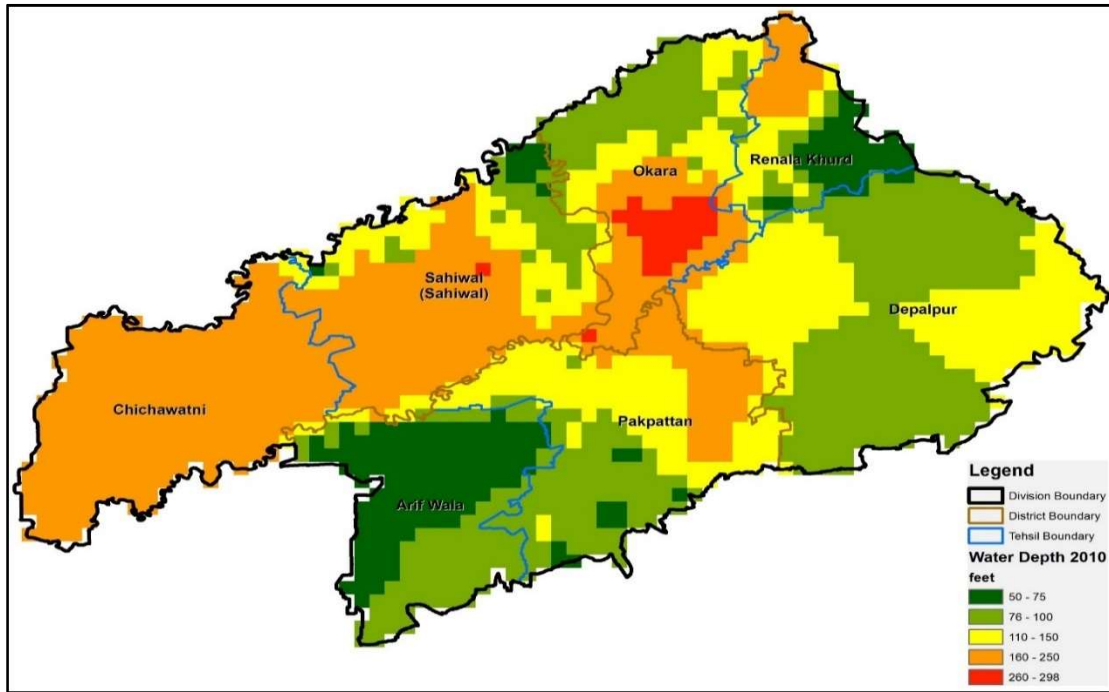 Renala Khurd
Okara
Sahiwal
(Sahiwal)
Depalpur
Chichawatni
Pakpattan
Arif Wala
Legend
Division Boundary
District Boundary
Tehsil Boundary
Water Depth 2010
feet
50 - 75
76 - 100
110 - 150
160 - 250
260 - 298